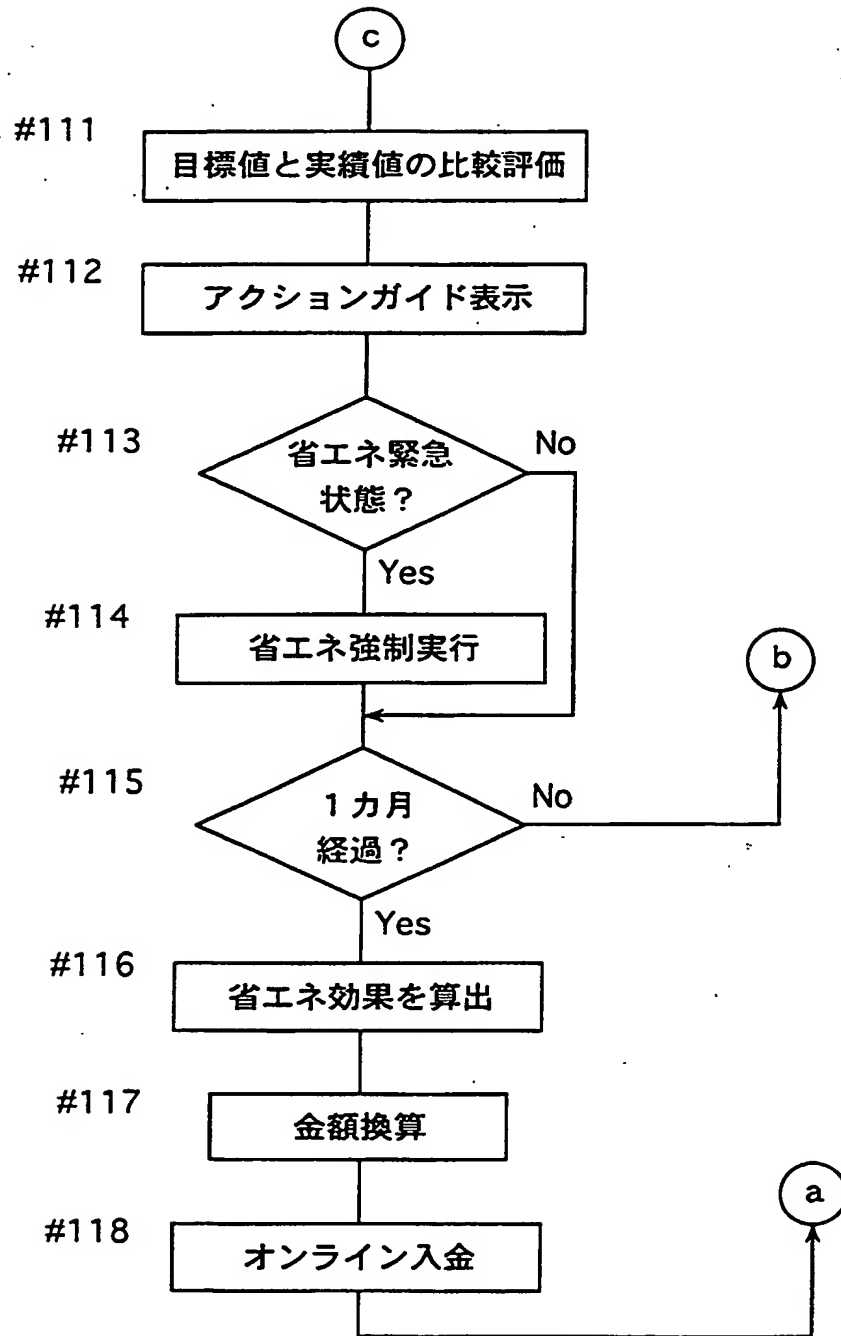 c
#111
目標値と実績値の比較評価
#112
アクションガイド表示
#113
省エネ緊急
状態？
No
Yes
#114
省エネ強制実行
b
#115
1カ月
経過？
No
Yes
#116
省エネ効果を算出
#117
金額換算
a
#118
オンライン入金